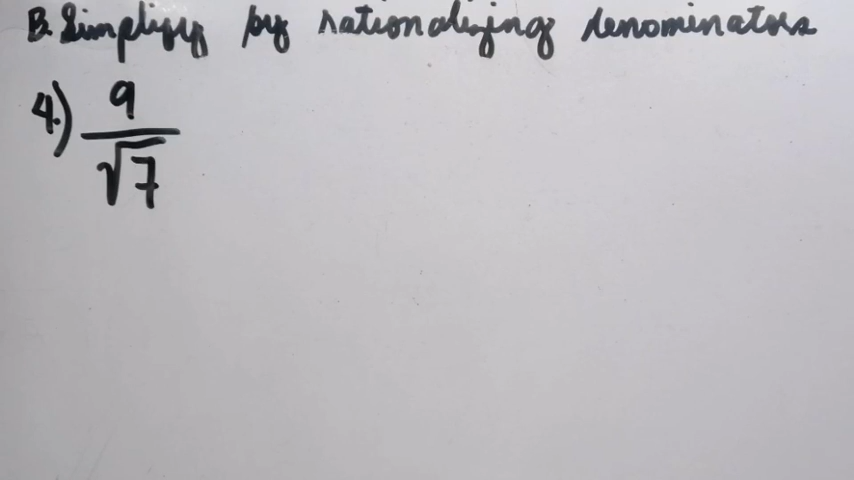 B. Simplify by rationalizing denominators
4.) 9
√7